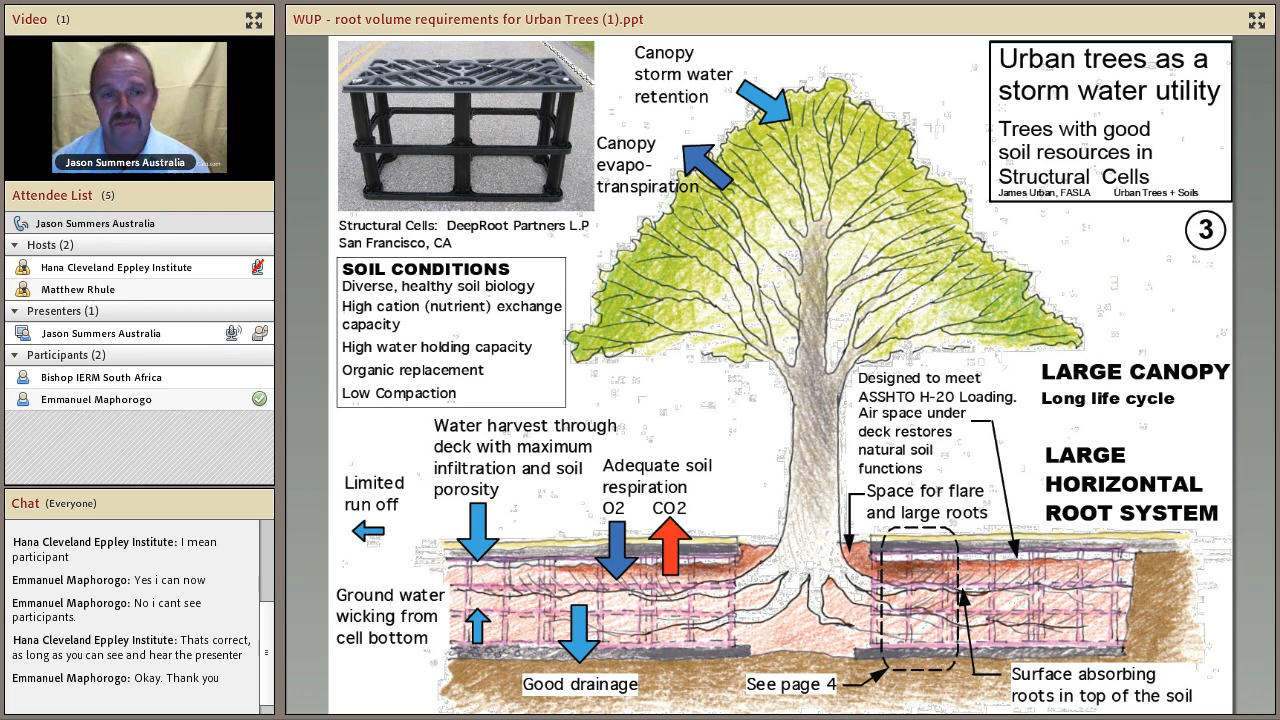 Video (1)
Jason Summers Australia
Attendee List (5)
Jason Summers Australia
Hosts (2)
Hana Cleveland Eppley Institute
Matthew Rhule
Presenters (1)
Jason Summers Australia
Participants (2)
Bishop IERM South Africa
Emmanuel Maphorogo
Chat (Everyone)
Hana Cleveland Eppley Institute: I mean
participant
Emmanuel Maphorogo: Yes i can now
Emmanuel Maphorogo: No i cant see
participants.
Hana Cleveland Eppley Institute: Thats correct,
as long as you can see and hear the presenter
Emmanuel Maphorogo: Okay. Thank you
WUP - root volume requirements for Urban Trees (1).ppt
Canopy
storm water
retention
Canopy
evapo-
transpiration
Urban trees as a
storm water utility
Trees with good
soil resources in
Structural Cells
James Urban, FASLA Urban Trees + Soils
3
Structural Cells: DeepRoot Partners L.P
San Francisco, CA
SOIL CONDITIONS
Diverse, healthy soil biology
High cation (nutrient) exchange
capacity
High water holding capacity
Organic replacement
Low Compaction
LARGE CANOPY
Long life cycle
LARGE
HORIZONTAL
ROOT SYSTEM
Designed to meet
ASSHTO H-20 Loading.
Air space under
deck restores
natural soil
functions
Space for flare
and large roots
Water harvest through
deck with maximum
infiltration and soil
porosity
Adequate soil
respiration
O2 CO2
Limited
run off
Ground water
wicking from
cell bottom
Good drainage
See page 4
Surface absorbing
roots in top of the soil